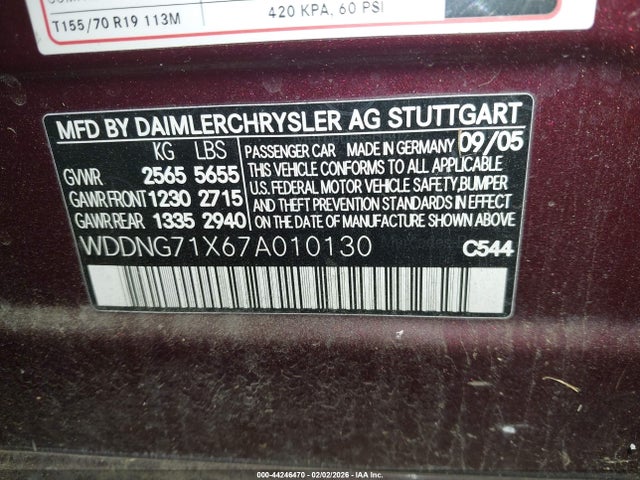 T155/70 R19 113M
420 KPA, 60 PSI
MFD BY DAIMLERCHRYSLER AG STUTTGART
KG LBS
GVWR 2565 5655
GAWR FRONT 1230 2715
GAWR REAR 1335 2940
PASSENGER CAR MADE IN GERMANY 09/05
THIS VEHICLE CONFORMS TO ALL APPLICABLE
U.S. FEDERAL MOTOR VEHICLE SAFETY, BUMPER
AND THEFT PREVENTION STANDARDS IN EFFECT
ON THE DATE OF MANUFACTURE SHOWN ABOVE.
WDDNG71X67A010130
C544
000-44246470 - 02/02/2026 - IAA Inc.